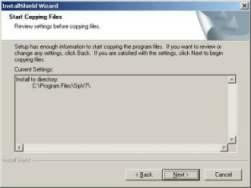 InstallShield Wizard
Start Copying Files
Review settings before copying files.
Setup has enough information to start copying the program files. If you want to review or
change any settings, click Back. If you are satisfied with the settings, click Next to begin
copying files.
Current Settings:
Install to directory:
C:\Program Files\
InstallShield
< Back
Next >
Cancel